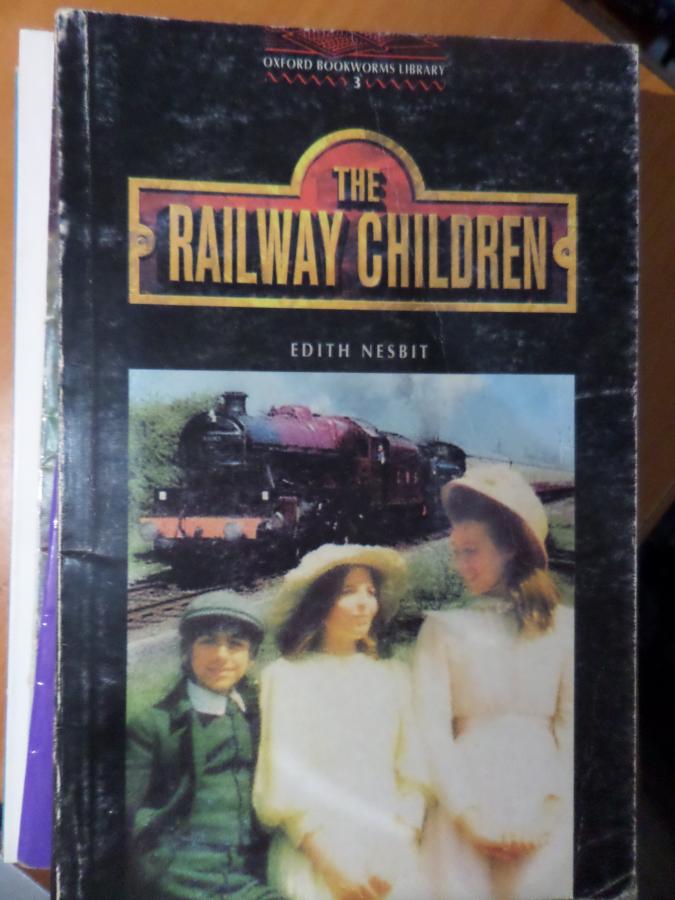 OXFORD BOOKWORMS LIBRARY
3
THE
RAILWAY CHILDREN
EDITH NESBIT